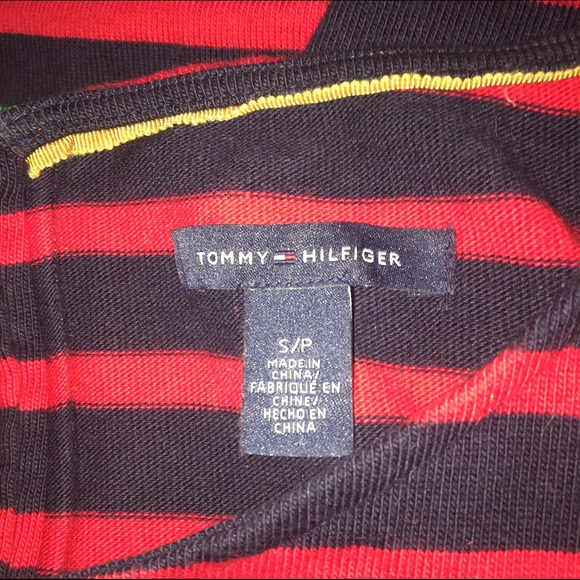 TOMMY HILFIGER
S/P
MADE IN
CHINA/
FABRIQUÉ EN
CHINE/
HECHO EN
CHINA